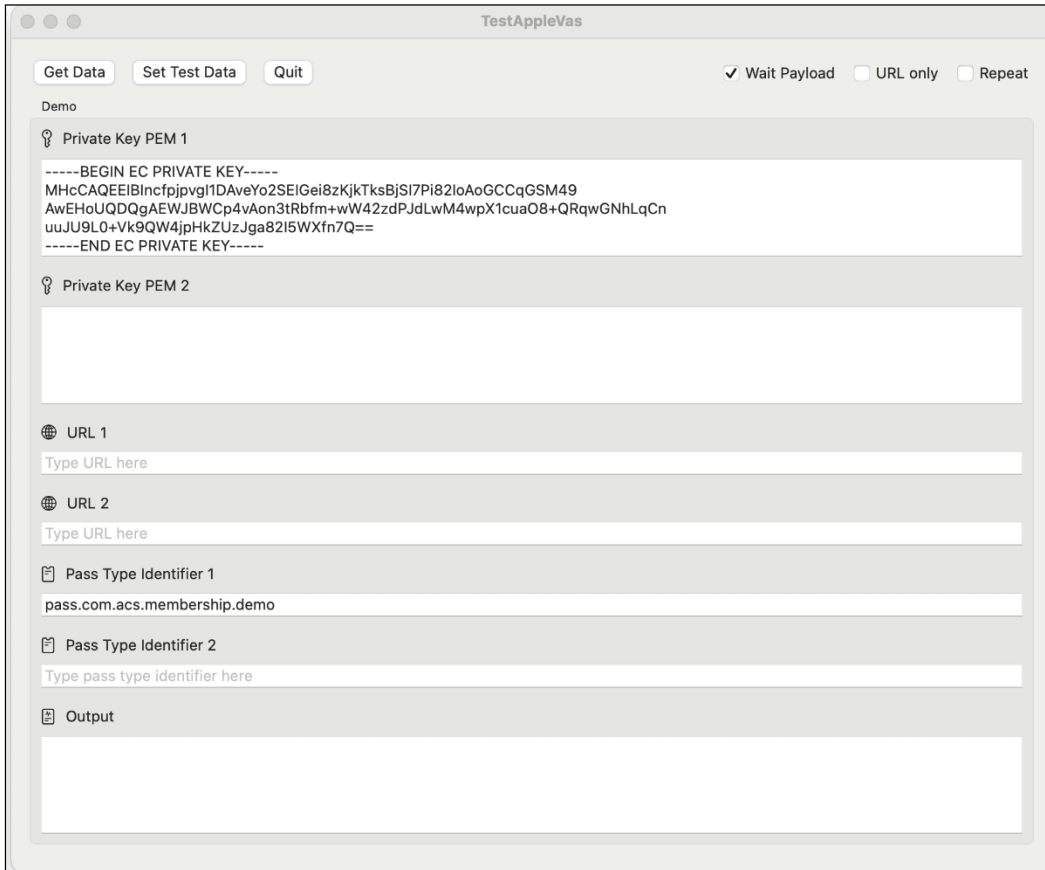 TestAppleVas
Get Data Set Test Data Quit Wait Payload URL only Repeat
Demo
Private Key PEM 1
-----BEGIN EC PRIVATE KEY-----
MHcCAQEEIBIncfpjpvgI1DAveYo2SEIGei8zKjkTksBjSI7Pi82IoAoGCCqGSM49
AwEHoUQDQgAEWJBWCp4vAon3tRbfm+wW42zdPJdLwM4wpX1cuaO8+QRqwGNhLqCn
uuJU9L0+Vk9QW4jpHkZUzJga82I5WXfn7Q==
-----END EC PRIVATE KEY-----
Private Key PEM 2
URL 1
Type URL here
URL 2
Type URL here
Pass Type Identifier 1
pass.com.acs.membership.demo
Pass Type Identifier 2
Type pass type identifier here
Output